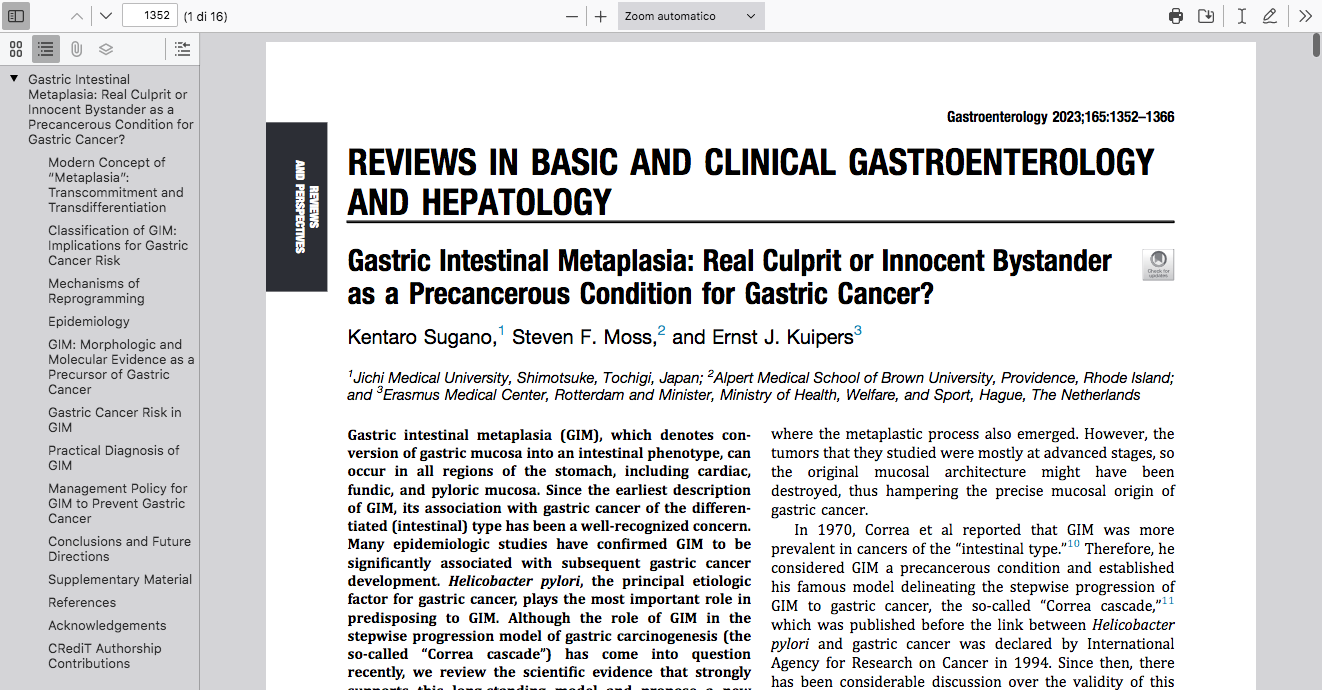 1352
(1 di 16)
Zoom automatico
Gastric Intestinal
Metaplasia: Real Culprit or
Innocent Bystander as a
Precancerous Condition for
Gastric Cancer?
Modern Concept of
“Metaplasia”:
Transcommitment and
Transdifferentiation
Classification of GIM:
Implications for Gastric
Cancer Risk
Mechanisms of
Reprogramming
Epidemiology
GIM: Morphologic and
Molecular Evidence as a
Precursor of Gastric
Cancer
Gastric Cancer Risk in
GIM
Practical Diagnosis of
GIM
Management Policy for
GIM to Prevent Gastric
Cancer
Conclusions and Future
Directions
Supplementary Material
References
Acknowledgements
CRediT Authorship
Contributions
Gastroenterology 2023;165:1352–1366
REVIEWS
AND PERSPECTIVES
REVIEWS IN BASIC AND CLINICAL GASTROENTEROLOGY
AND HEPATOLOGY
Gastric Intestinal Metaplasia: Real Culprit or Innocent Bystander
as a Precancerous Condition for Gastric Cancer?
Check for
updates
Kentaro Sugano,1 Steven F. Moss,2 and Ernst J. Kuipers3
1Jichi Medical University, Shimotsuke, Tochigi, Japan; 2Alpert Medical School of Brown University, Providence, Rhode Island;
and 3Erasmus Medical Center, Rotterdam and Minister, Ministry of Health, Welfare, and Sport, Hague, The Netherlands
Gastric intestinal metaplasia (GIM), which denotes con-
version of gastric mucosa into an intestinal phenotype, can
occur in all regions of the stomach, including cardiac,
fundic, and pyloric mucosa. Since the earliest description
of GIM, its association with gastric cancer of the differen-
tiated (intestinal) type has been a well-recognized concern.
Many epidemiologic studies have confirmed GIM to be
significantly associated with subsequent gastric cancer
development. Helicobacter pylori, the principal etiologic
factor for gastric cancer, plays the most important role in
predisposing to GIM. Although the role of GIM in the
stepwise progression model of gastric carcinogenesis (the
so-called “Correa cascade”) has come into question
recently, we review the scientific evidence that strongly
supports this long-standing model and propose a new
where the metaplastic process also emerged. However, the
tumors that they studied were mostly at advanced stages, so
the original mucosal architecture might have been
destroyed, thus hampering the precise mucosal origin of
gastric cancer.
In 1970, Correa et al reported that GIM was more
prevalent in cancers of the “intestinal type.”10 Therefore, he
considered GIM a precancerous condition and established
his famous model delineating the stepwise progression of
GIM to gastric cancer, the so-called “Correa cascade,”11
which was published before the link between Helicobacter
pylori and gastric cancer was declared by International
Agency for Research on Cancer in 1994. Since then, there
has been considerable discussion over the validity of this